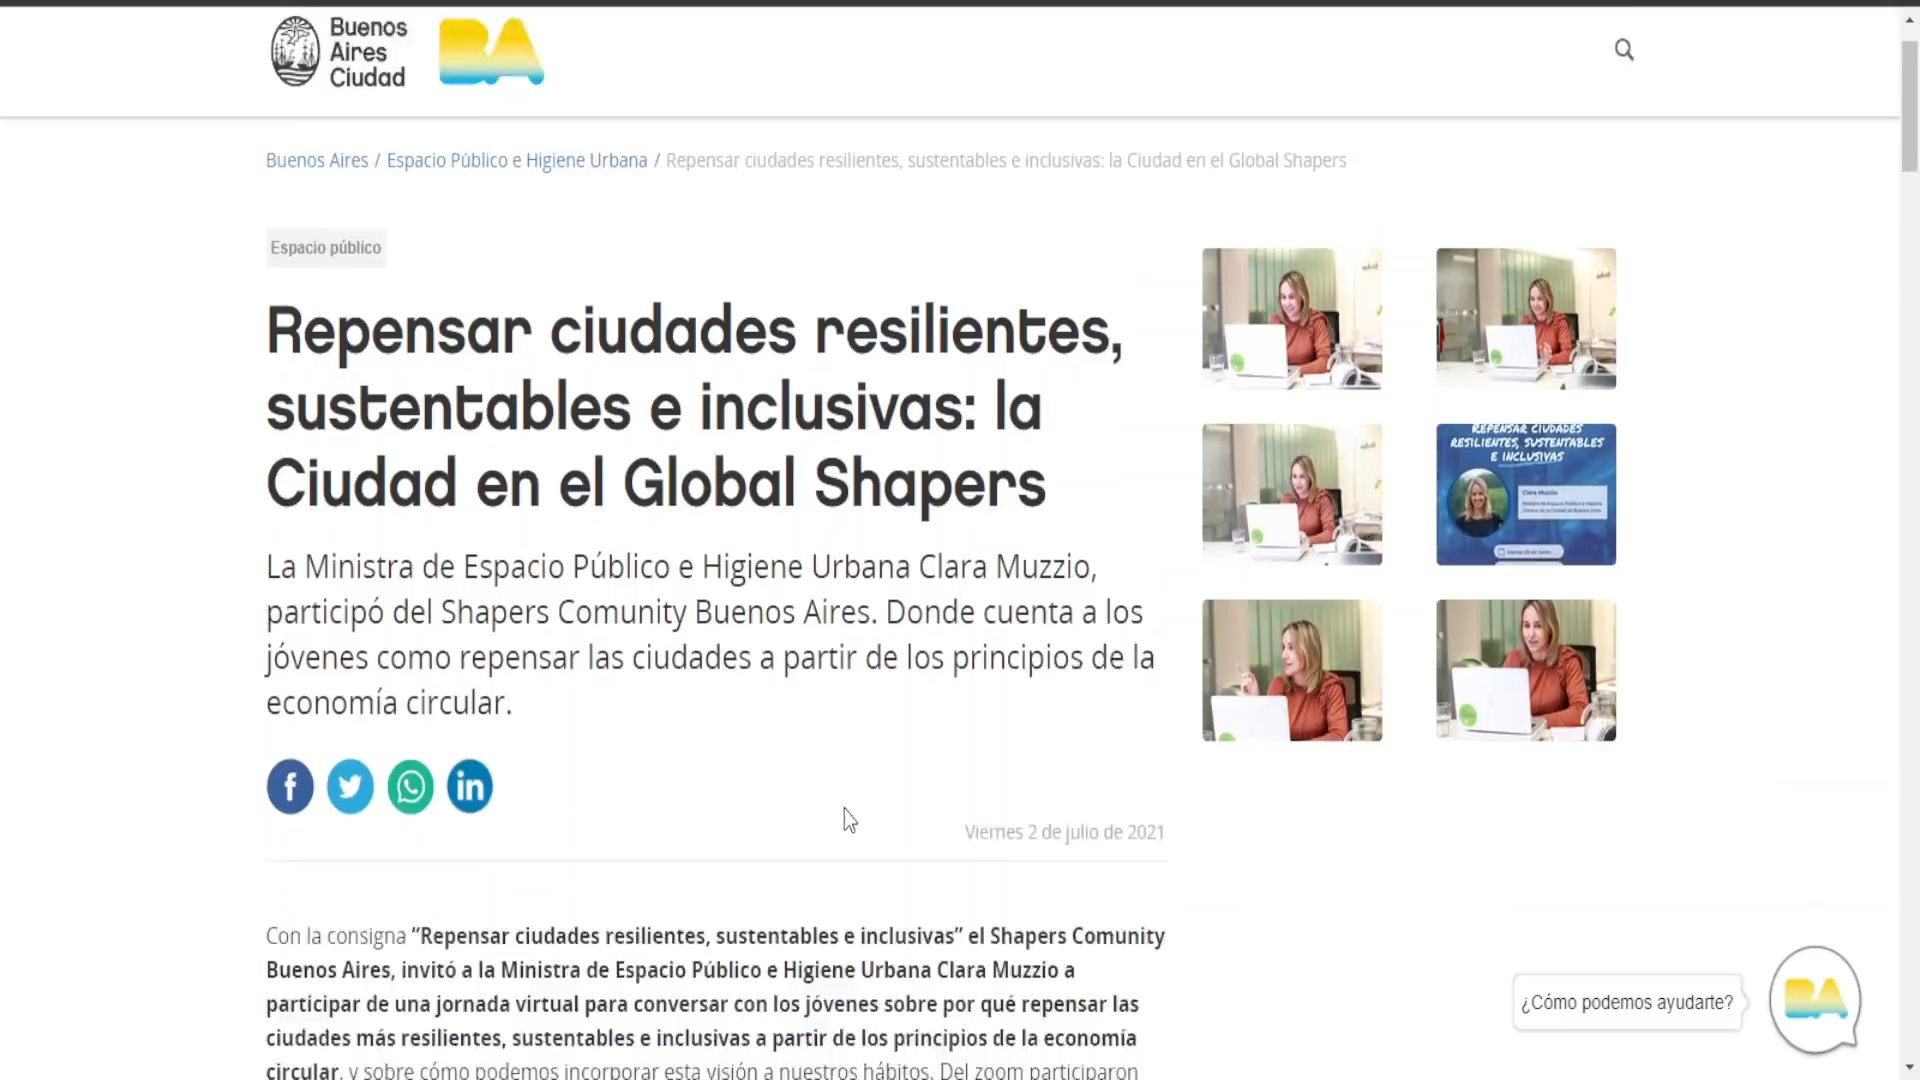 Buenos
Aires
Ciudad
BA
Buenos Aires / Espacio Público e Higiene Urbana / Repensar ciudades resilientes, sustentables e inclusivas: la Ciudad en el Global Shapers
Espacio público
Repensar ciudades resilientes,
sustentables e inclusivas: la
Ciudad en el Global Shapers
La Ministra de Espacio Público e Higiene Urbana Clara Muzzio,
participó del Shapers Comunity Buenos Aires. Donde cuenta a los
jóvenes como repensar las ciudades a partir de los principios de la
economía circular.
Viernes 2 de julio de 2021
REPENSAR CIUDADES
RESILIENTES, SUSTENTABLES
E INCLUSIVAS
Clara Muzzio
Con la consigna “Repensar ciudades resilientes, sustentables e inclusivas” el Shapers Comunity
Buenos Aires, invitó a la Ministra de Espacio Público e Higiene Urbana Clara Muzzio a
participar de una jornada virtual para conversar con los jóvenes sobre por qué repensar las
ciudades más resilientes, sustentables e inclusivas a partir de los principios de la economía
circular, y sobre cómo podemos incorporar esta visión a nuestros hábitos. Del zoom participaron
¿Cómo podemos ayudarte?
BA